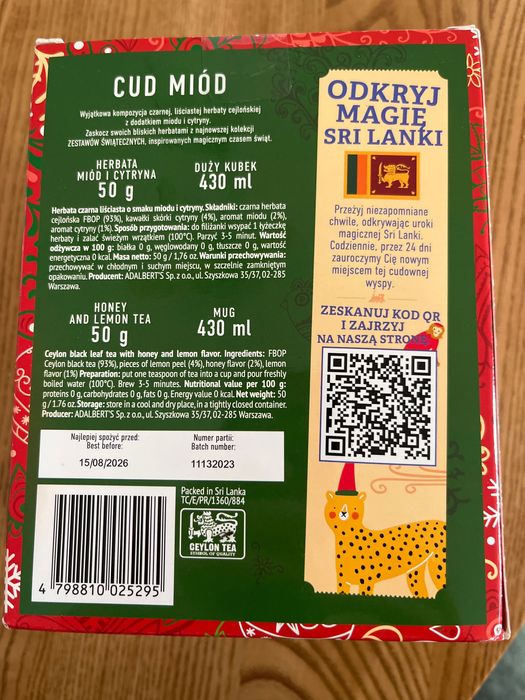 CUD MIÓD
Wyjątkowa kompozycja czarnej, liściastej herbaty cejlońskiej
z dodatkiem miodu i cytryny.
Zaskocz swoich bliskich herbatami z najnowszej kolekcji
ZESTAWÓW ŚWIĄTECZNYCH, inspirowanych magicznym czasem świąt.
HERBATA
MIÓD I CYTRYNA
50 g
DUŻY KUBEK
430 ml
Herbata czarna liściasta o smaku miodu i cytryny. Składniki: czarna herbata
cejlońska FBOP (93%), kawałki skórki cytryny (4%), aromat miodu (2%),
aromat cytryny (1%). Sposób przygotowania: do filiżanki wsypać 1 łyżeczkę
herbaty i zalać świeżym wrzątkiem (100°C). Parzyć 3-5 minut. Wartość
odżywcza w 100 g: białka 0 g, węglowodany 0 g, tłuszcze 0 g, wartość
energetyczna 0 kcal. Masa netto: 50 g / 1,76 oz. Warunki przechowywania:
przechowywać w chłodnym i suchym miejscu, w szczelnie zamkniętym
opakowaniu. Producent: ADALBERT'S Sp. z o.o., ul. Szyszkowa 35/37, 02-285
Warszawa.
HONEY
AND LEMON TEA
50 g
MUG
430 ml
Ceylon black leaf tea with honey and lemon flavor. Ingredients: FBOP
Ceylon black tea (93%), pieces of lemon peel (4%), honey flavor (2%), lemon
flavor (1%) Preparation: put one teaspoon of tea into a cup and pour freshly
boiled water (100°C). Brew 3-5 minutes. Nutritional value per 100 g:
proteins 0 g, carbohydrates 0 g, fats 0 g. Energy value 0 kcal. Net weight: 50
g / 1,76 oz. Storage: store in a cool and dry place, in a tightly closed container.
Producer: ADALBERT'S Sp. z o.o., ul. Szyszkowa 35/37, 02-285 Warszawa.
Najlepiej spożyć przed:
Best before:
15/08/2026
Numer partii:
Batch number:
11132023
Packed in Sri Lanka
TC/E/PR/1360/884
CEYLON TEA
SYMBOL OF QUALITY
4 798810 025295
ODKRYJ
MAGIĘ
SRI LANKI
Przeżyj niezapomniane
chwile, odkrywając uroki
magicznej Sri Lanki.
Codziennie, przez 24 dni
zauroczymy Cię nowym
miejscem tej cudownej
wyspy.
ZESKANUJ KOD QR
I ZAJRZYJ
NA NASZĄ STRONĘ